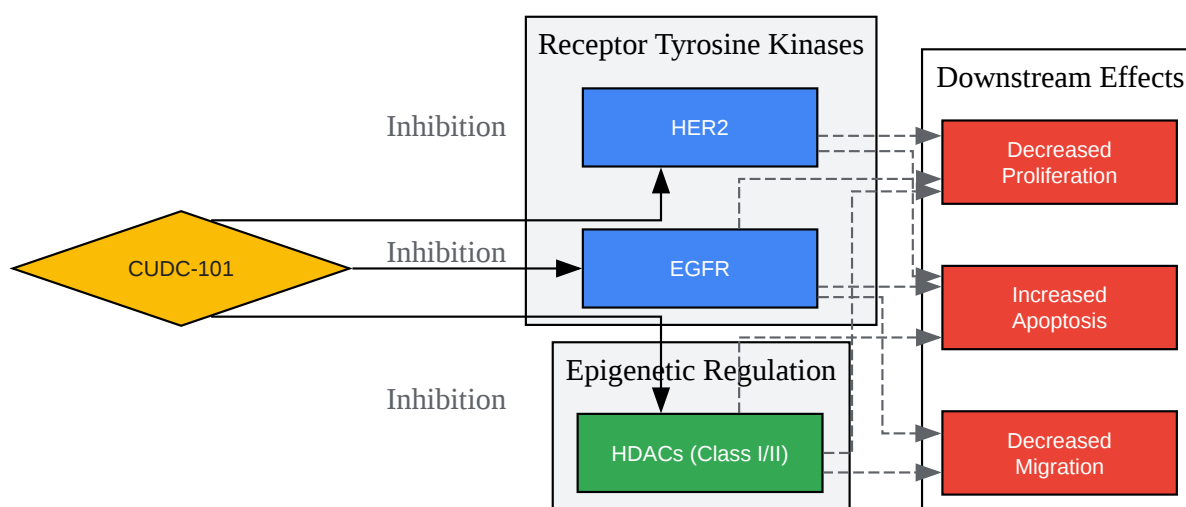 Receptor Tyrosine Kinases
Downstream Effects
Inhibition
HER2
Decreased
Proliferation
CUDC-101
Inhibition
EGFR
Increased
Apoptosis
Epigenetic Regulation
Inhibition
HDACs (Class I/II)
Decreased
Migration